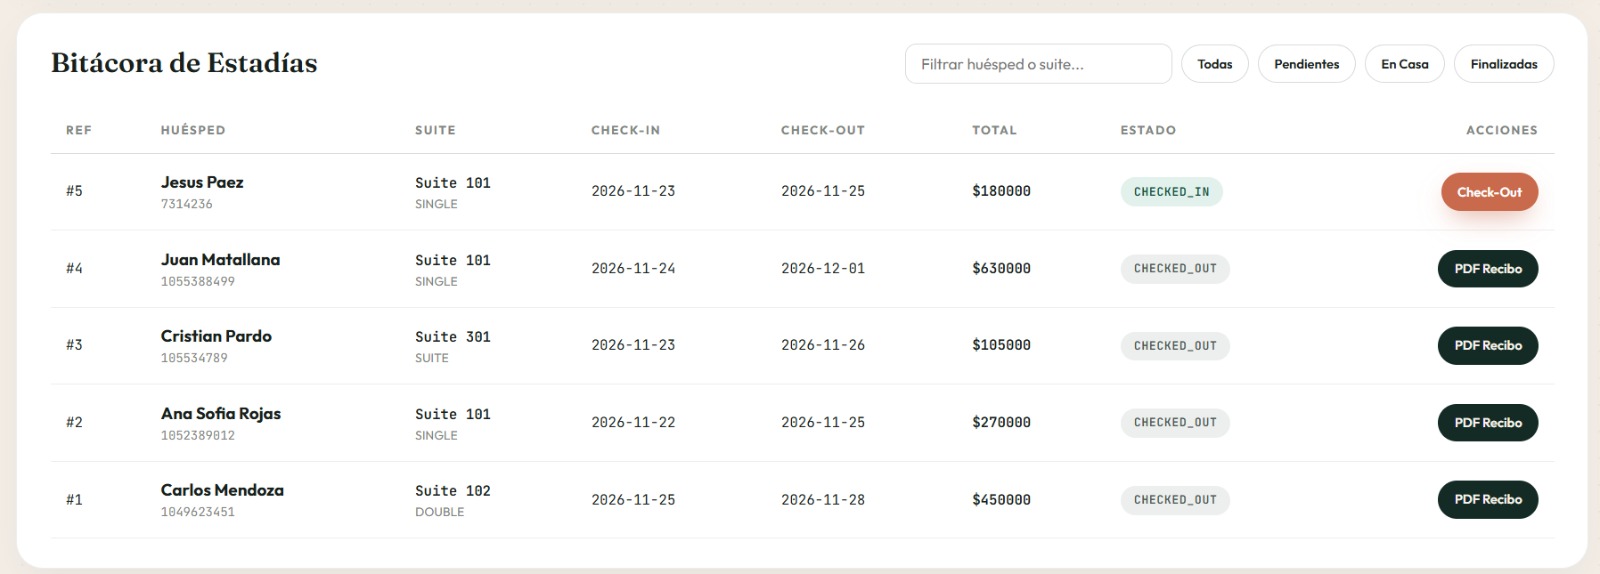 Bitácora de Estadías
Filtrar huésped o suite...
Todas
Pendientes
En Casa
Finalizadas
REF HUÉSPED SUITE CHECK-IN CHECK-OUT TOTAL ESTADO ACCIONES
#5 Jesus Paez Suite 101 2026-11-23 2026-11-25 $180000 CHECKED_IN Check-Out
7314236 SINGLE
#4 Juan Matallana Suite 101 2026-11-24 2026-12-01 $630000 CHECKED_OUT PDF Recibo
1055388499 SINGLE
#3 Cristian Pardo Suite 301 2026-11-23 2026-11-26 $105000 CHECKED_OUT PDF Recibo
105534789 SUITE
#2 Ana Sofia Rojas Suite 101 2026-11-22 2026-11-25 $270000 CHECKED_OUT PDF Recibo
1052389012 SINGLE
#1 Carlos Mendoza Suite 102 2026-11-25 2026-11-28 $450000 CHECKED_OUT PDF Recibo
1049623451 DOUBLE